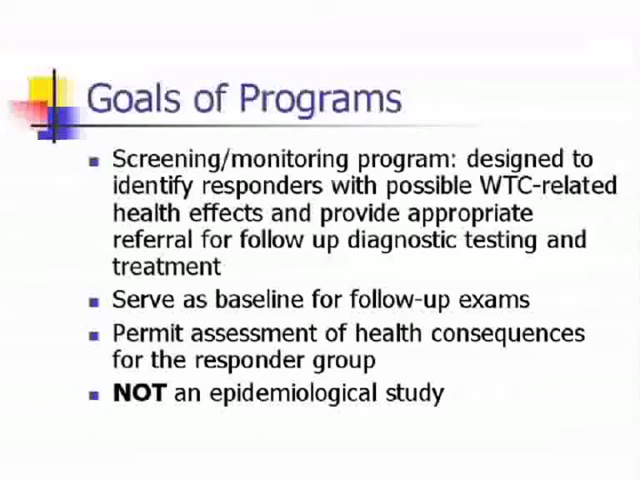 Goals of Programs
Screening/monitoring program: designed to
identify responders with possible WTC-related
health effects and provide appropriate
referral for follow up diagnostic testing and
treatment
Serve as baseline for follow-up exams
Permit assessment of health consequences
for the responder group
NOT an epidemiological study